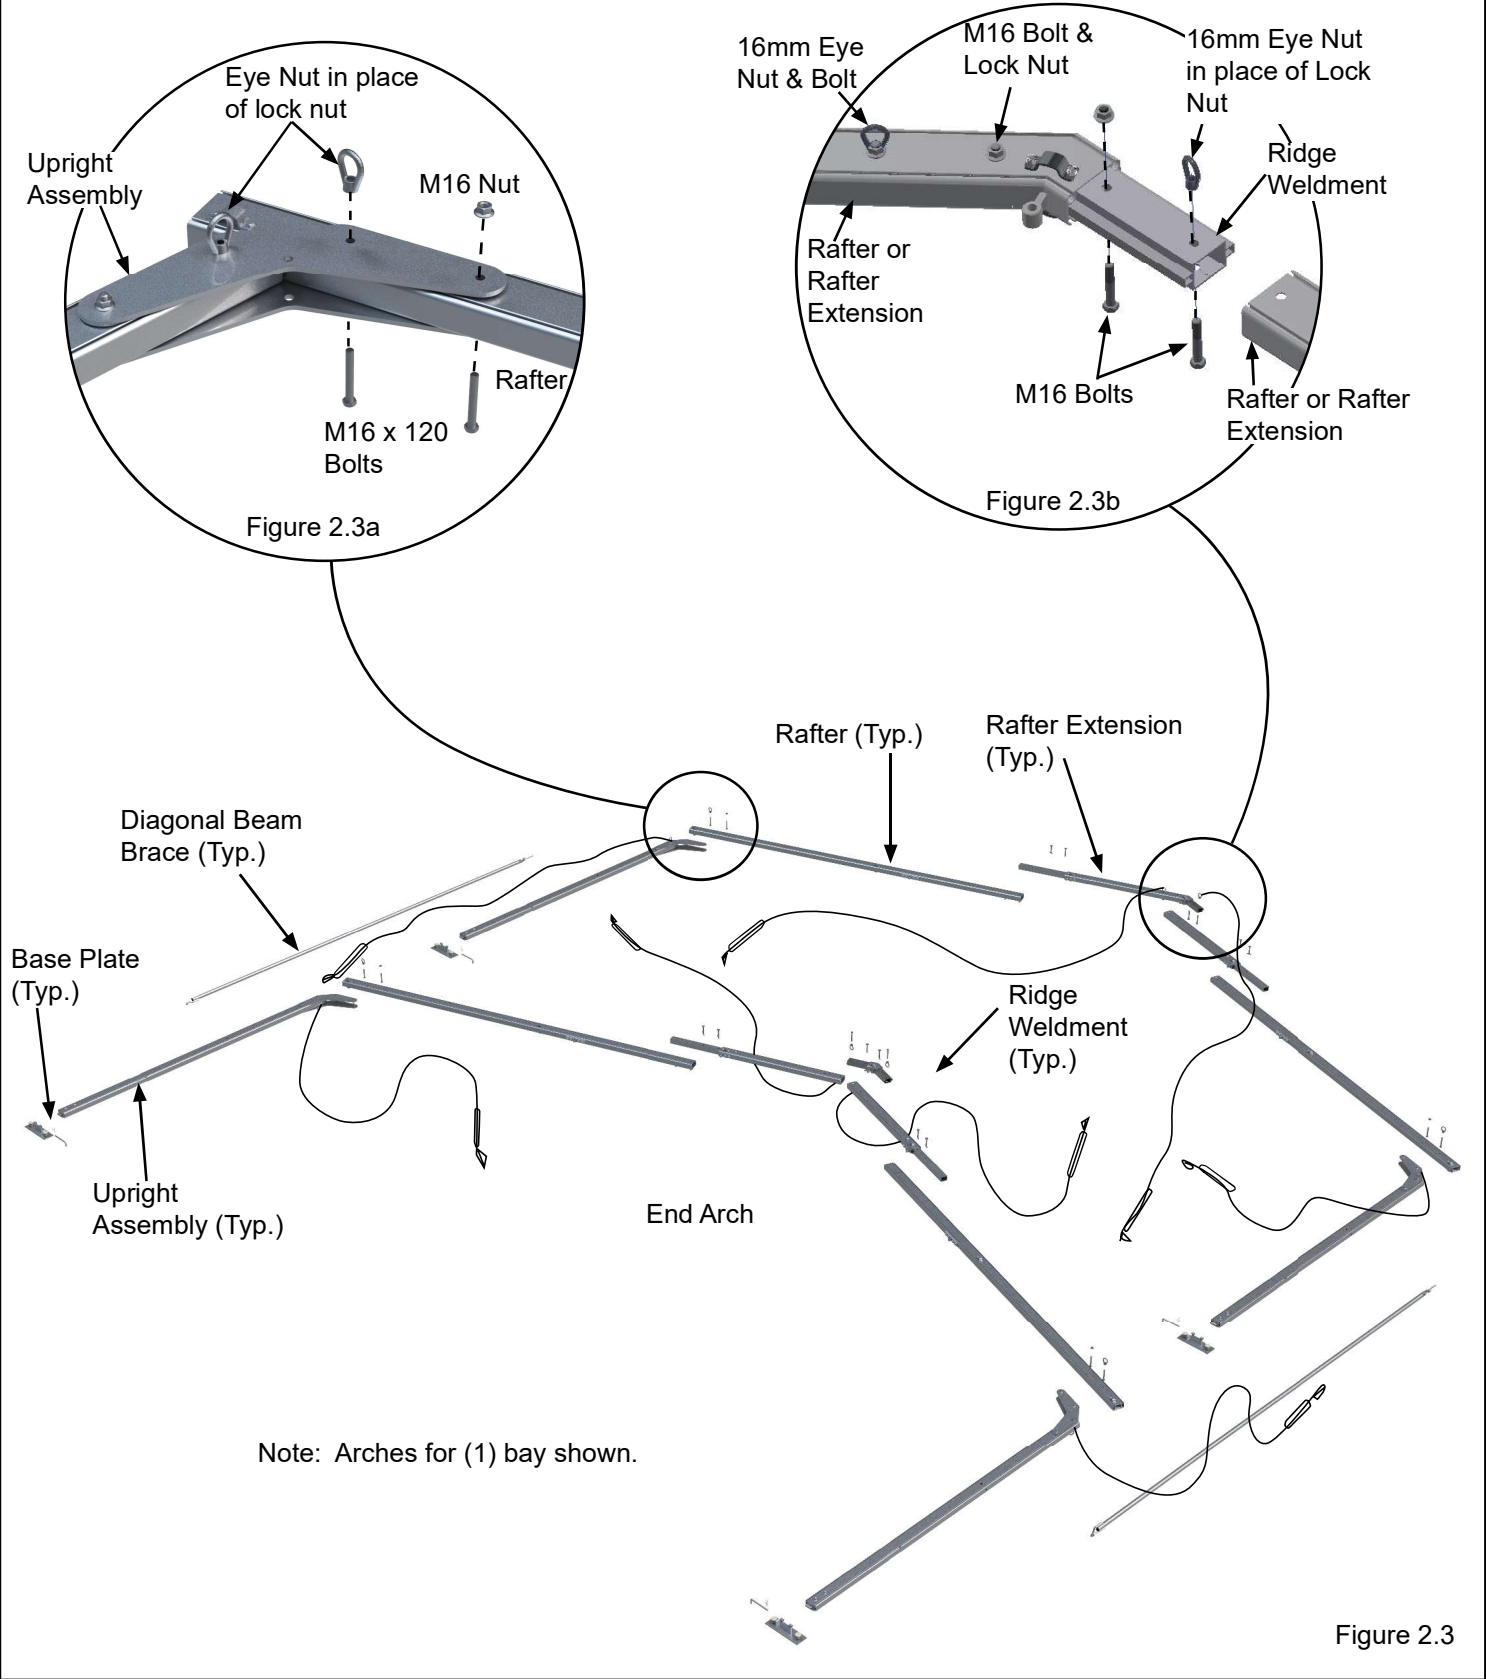 Eye Nut in place
of lock nut
Upright
Assembly
M16 Nut
Rafter
M16 x 120
Bolts
Figure 2.3a
16mm Eye
Nut & Bolt
M16 Bolt &
Lock Nut
16mm Eye Nut
in place of Lock
Nut
Ridge
Weldment
Rafter or
Rafter
Extension
M16 Bolts
Rafter or Rafter
Extension
Figure 2.3b
Rafter (Typ.)
Rafter Extension
(Typ.)
Diagonal Beam
Brace (Typ.)
Base Plate
(Typ.)
Ridge
Weldment
(Typ.)
Upright
Assembly (Typ.)
End Arch
Note:  Arches for (1) bay shown.
Figure 2.3